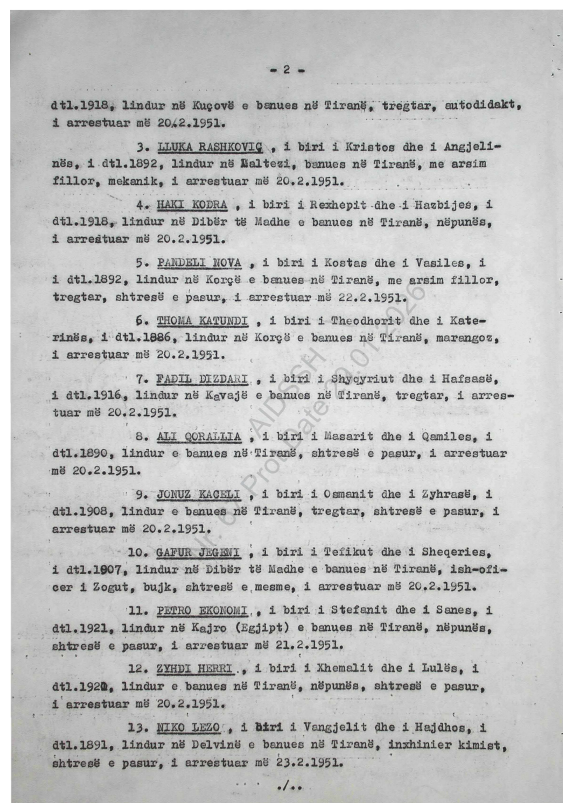 - 2 -
dtl.1918, lindur në Kuçovë e banues në Tiranë, tregtar, autodidakt,
i arrestuar më 20.2.1951.
3. LLUKA RASHKOVIÇ , i biri i Kristos dhe i Angjeli-
nës, i dtl.1892, lindur në Maltezi, banues në Tiranë, me arsim
fillor, mekanik, i arrestuar më 20.2.1951.
4. HAKI KODRA , i biri i Rexhepit dhe i Hatbijes, i
dtl.1918, lindur në Dibër të Madhe e banues në Tiranë, nëpunës,
i arrestuar më 20.2.1951.
5. PANDELI NOVA , i biri i Kostas dhe i Vasiles, i
i dtl.1892, lindur në Korçë e banues në Tiranë, me arsim fillor,
tregtar, shtresë e pasur, i arrestuar më 22.2.1951.
6. THOMA KATUNDI , i biri i Theodhorit dhe i Kate-
rinës, i dtl.1886, lindur në Korçë e banues në Tiranë, marangoz,
i arrestuar më 20.2.1951.
7. FADIL DIZDARI , i biri i Shyqyriut dhe i Hafsasë,
i dtl.1916, lindur në Kavajë e banues në Tiranë, tregtar, i arres-
tuar më 20.2.1951.
8. ALI QORALLIA , i biri i Masarit dhe i Qamiles, i
dtl.1890, lindur e banues në Tiranë, shtresë e pasur, i arrestuar
më 20.2.1951.
9. JONUZ KACELI , i biri i Osmanit dhe i Zyhrasë, i
dtl.1908, lindur e banues në Tiranë, tregtar, shtresë e pasur, i
arrestuar më 20.2.1951.
10. GAFUR JEGENI , i biri i Tefikut dhe i Sheqeries,
i dtl.1907, lindur në Dibër të Madhe e banues në Tiranë, ish-ofi-
cer i Zogut, bujk, shtresë e mesme, i arrestuar më 20.2.1951.
11. PETRO EKONOMI , i biri i Stefanit dhe i Sanes, i
dtl.1921, lindur në Kajro (Egjipt) e banues në Tiranë, nëpunës,
shtresë e pasur, i arrestuar më 21.2.1951.
12. ZYHDI HERRI , i biri i Xhemalit dhe i Lulës, i
dtl.1920, lindur e banues në Tiranë, nëpunës, shtresë e pasur,
i arrestuar më 20.2.1951.
13. NIKO LEZO , i biri i Vangjelit dhe i Hajdhos, i
dtl.1891, lindur në Delvinë e banues në Tiranë, inxhinier kimist,
shtresë e pasur, i arrestuar më 23.2.1951.
./..
AIDSSH